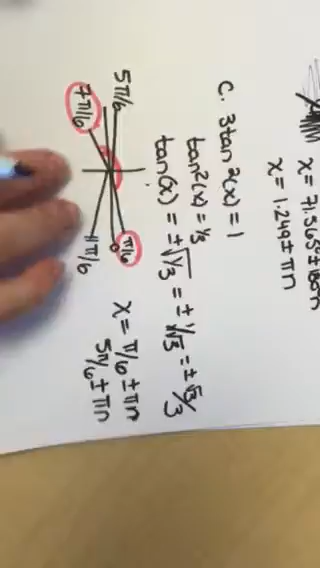 x = 71.565° ± 180n
x = 1.249 ± πn
c. 3tan²(x) = 1
tan²(x) = 1/3
tan(x) = ±√1/3 = ± 1/√3 = ± √3/3
5π/6
7π/6
π/6
0
11π/6
x = π/6 ± πn
5π/6 ± πn